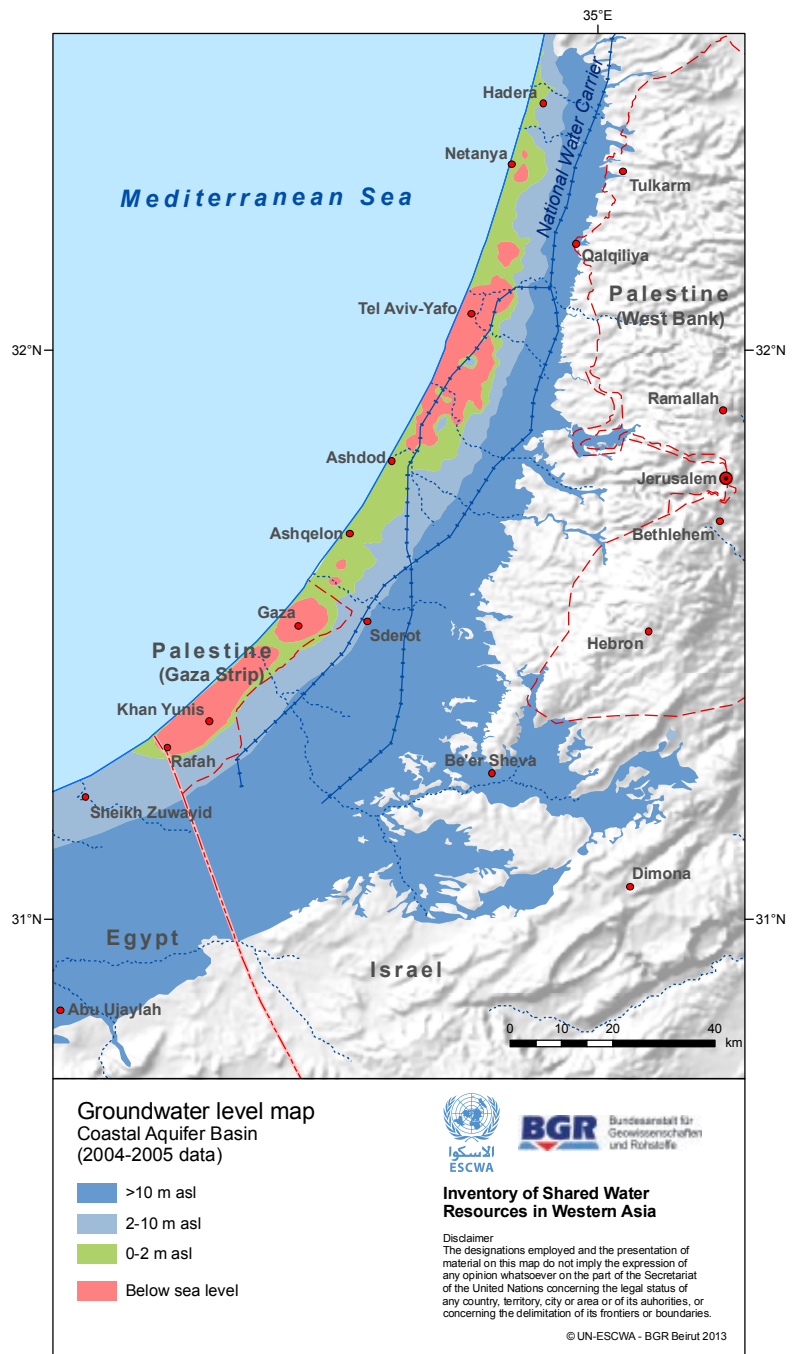 35°E
Hadera
National Water Carrier
Netanya
Tulkarm
Mediterranean Sea
Qalqiliya
Palestine
(West Bank)
Tel Aviv-Yafo
32°N
32°N
Ramallah
Ashdod
Jerusalem
Ashqelon
Bethlehem
Gaza
Sderot
Hebron
Palestine
(Gaza Strip)
Khan Yunis
Rafah
Be'er Sheva
Sheikh Zuwayid
Dimona
31°N
31°N
Egypt
Israel
Abu Ujaylah
0 10 20 40
km
Groundwater level map
Coastal Aquifer Basin
(2004-2005 data)
>10 m asl
2-10 m asl
0-2 m asl
Below sea level
الاسكوا
ESCWA
BGR
Bundesanstalt für
Geowissenschaften
und Rohstoffe
Inventory of Shared Water
Resources in Western Asia
Disclaimer
The designations employed and the presentation of
material on this map do not imply the expression of
any opinion whatsoever on the part of the Secretariat
of the United Nations concerning the legal status of
any country, territory, city or area or of its auhorities, or
concerning the delimitation of its frontiers or boundaries.
© UN-ESCWA - BGR Beirut 2013